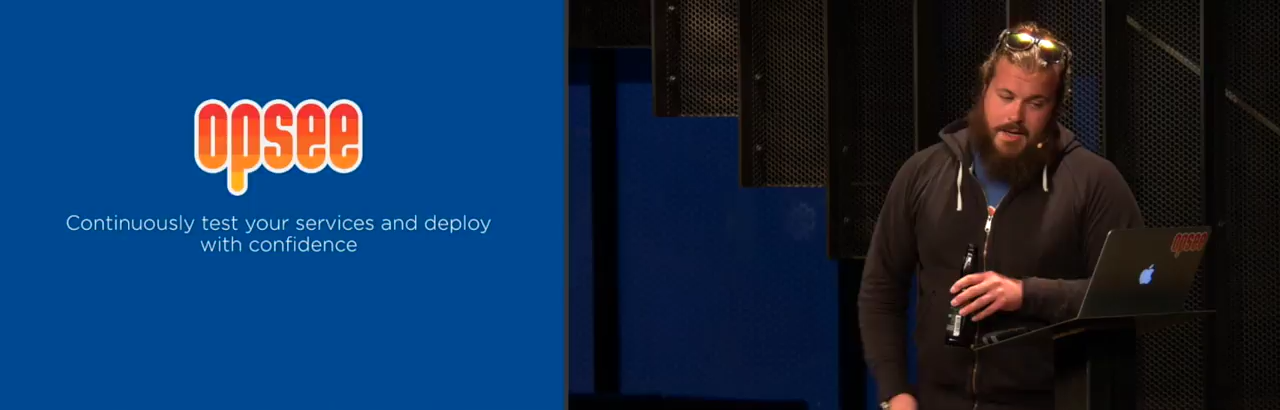 opsee
Continuously test your services and deploy
with confidence
opsee